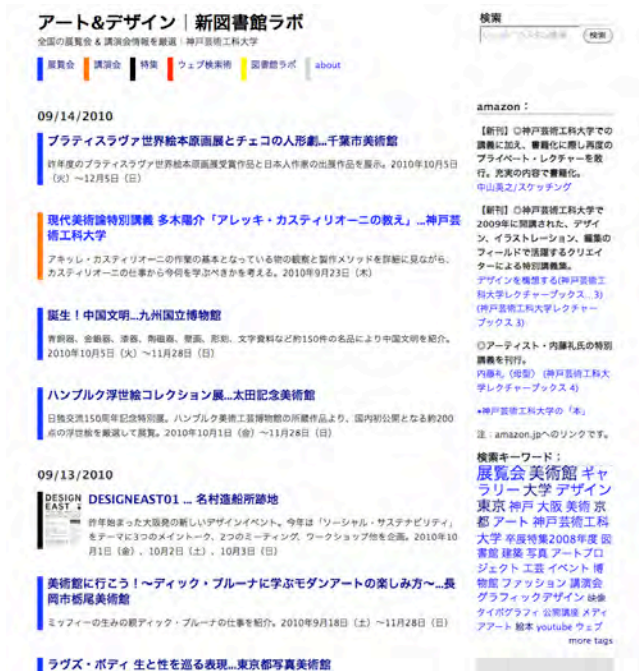 アート&デザイン｜新図書館ラボ
全国の展覧会 & 講演会情報を厳選｜神戸芸術工科大学
展覧会 講演会 特集 ウェブ検索術 図書館ラボ about
09/14/2010
ブラティスラヴァ世界絵本原画展とチェコの人形劇...千葉市美術館
昨年度のブラティスラヴァ世界絵本原画展受賞作品と日本人作家の出展作品を展示。2010年10月5日
（火）〜12月5日（日）
現代美術論特別講義 多木陽介「アレッキ・カスティリオーニの教え」...神戸芸
術工科大学
アキッレ・カスティリオーニの作業の基本となっている物の観察と製作メソッドを詳細に見ながら、
カスティリオーニの仕事から今何を学ぶべきかを考える。2010年9月23日（木）
誕生！中国文明...九州国立博物館
青銅器、金銀器、漆器、陶磁器、壁画、彫刻、文字資料など約150件の名品により中国文明を紹介。
2010年10月5日（火）〜11月28日（日）
ハンブルク浮世絵コレクション展...太田記念美術館
日独交流150周年記念特別展。ハンブルク美術工芸博物館の所蔵作品より、国内初公開となる約200
点の浮世絵を厳選して展覧。2010年10月1日（金）〜11月28日（日）
09/13/2010
DESIGN
EAST
DESIGNEAST01 ... 名村造船所跡地
昨年始まった大阪発の新しいデザインイベント。今年は「ソーシャル・サステナビリティ」
をテーマに3つのメイントーク、2つのミーティング、ワークショップ他を企画。2010年10
月1日（金）、10月2日（土）、10月3日（日）
美術館に行こう！〜ディック・ブルーナに学ぶモダンアートの楽しみ方〜...長
岡市栃尾美術館
ミッフィーの生みの親ディック・ブルーナの仕事を紹介。2010年9月18日（土）〜11月28日（日）
ラヴズ・ボディ 生と性を巡る表現...東京都写真美術館
検索
検索
amazon：
【新刊】◎神戸芸術工科大学での
講義に加え、書籍化に際し再度の
プライベート・レクチャーを敢
行。充実の内容で書籍化。
中山英之/スケッチング
【新刊】◎神戸芸術工科大学で
2009年に開講された、デザイ
ン、イラストレーション、編集の
フィールドで活躍するクリエイ
ターによる特別講義集。
デザインを構想する(神戸芸術工
科大学レクチャーブックス...3)
(神戸芸術工科大学レクチャー
ブックス 3)
◎アーティスト・内藤礼氏の特別
講義を刊行。
内藤礼〈母型〉 (神戸芸術工科大
学レクチャーブックス 4)
●神戸芸術工科大学の「本」
注：amazon.jpへのリンクです。
検索キーワード：
展覧会 美術館 ギャ
ラリー 大学 デザイン
東京 神戸 大阪 美術 京
都 アート 神戸芸術工科
大学 卒展特集2008年度 図
書館 建築 写真 アートプロ
ジェクト 工芸 イベント 博
物館 ファッション 講演会
グラフィックデザイン 映像
タイポグラフィ 公開講座 メディ
アアート 絵本 youtube ウェブ
more tags